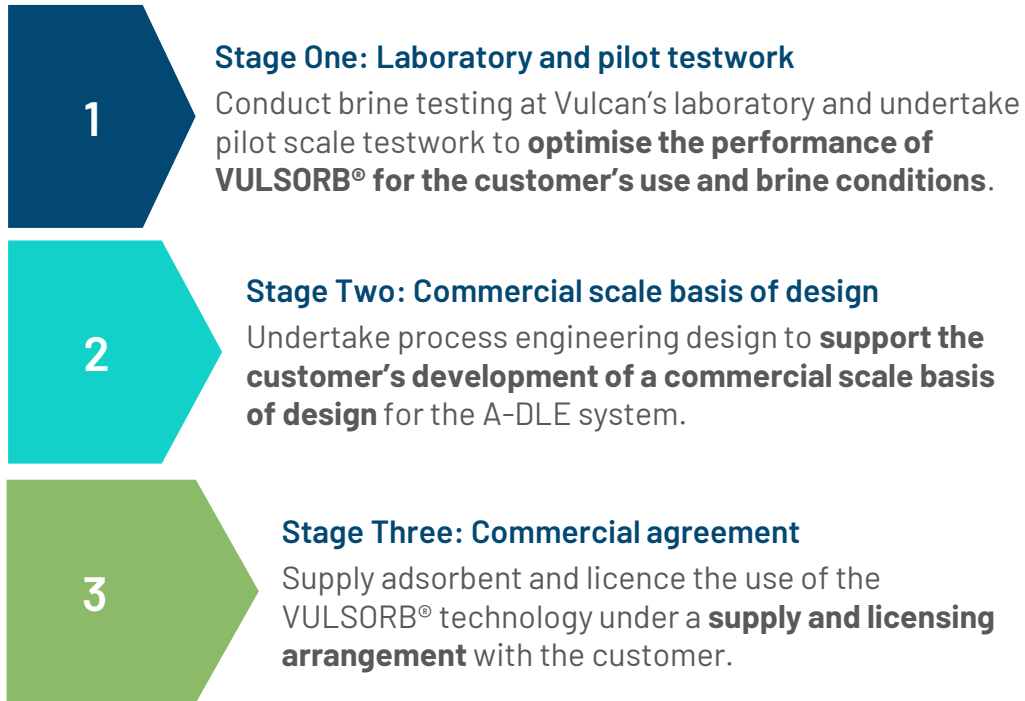 1
Stage One: Laboratory and pilot testwork
Conduct brine testing at Vulcan's laboratory and undertake
pilot scale testwork to optimise the performance of
VULSORB® for the customer's use and brine conditions.
2
Stage Two: Commercial scale basis of design
Undertake process engineering design to support the
customer's development of a commercial scale basis
of design for the A-DLE system.
3
Stage Three: Commercial agreement
Supply adsorbent and licence the use of the
VULSORB® technology under a supply and licensing
arrangement with the customer.